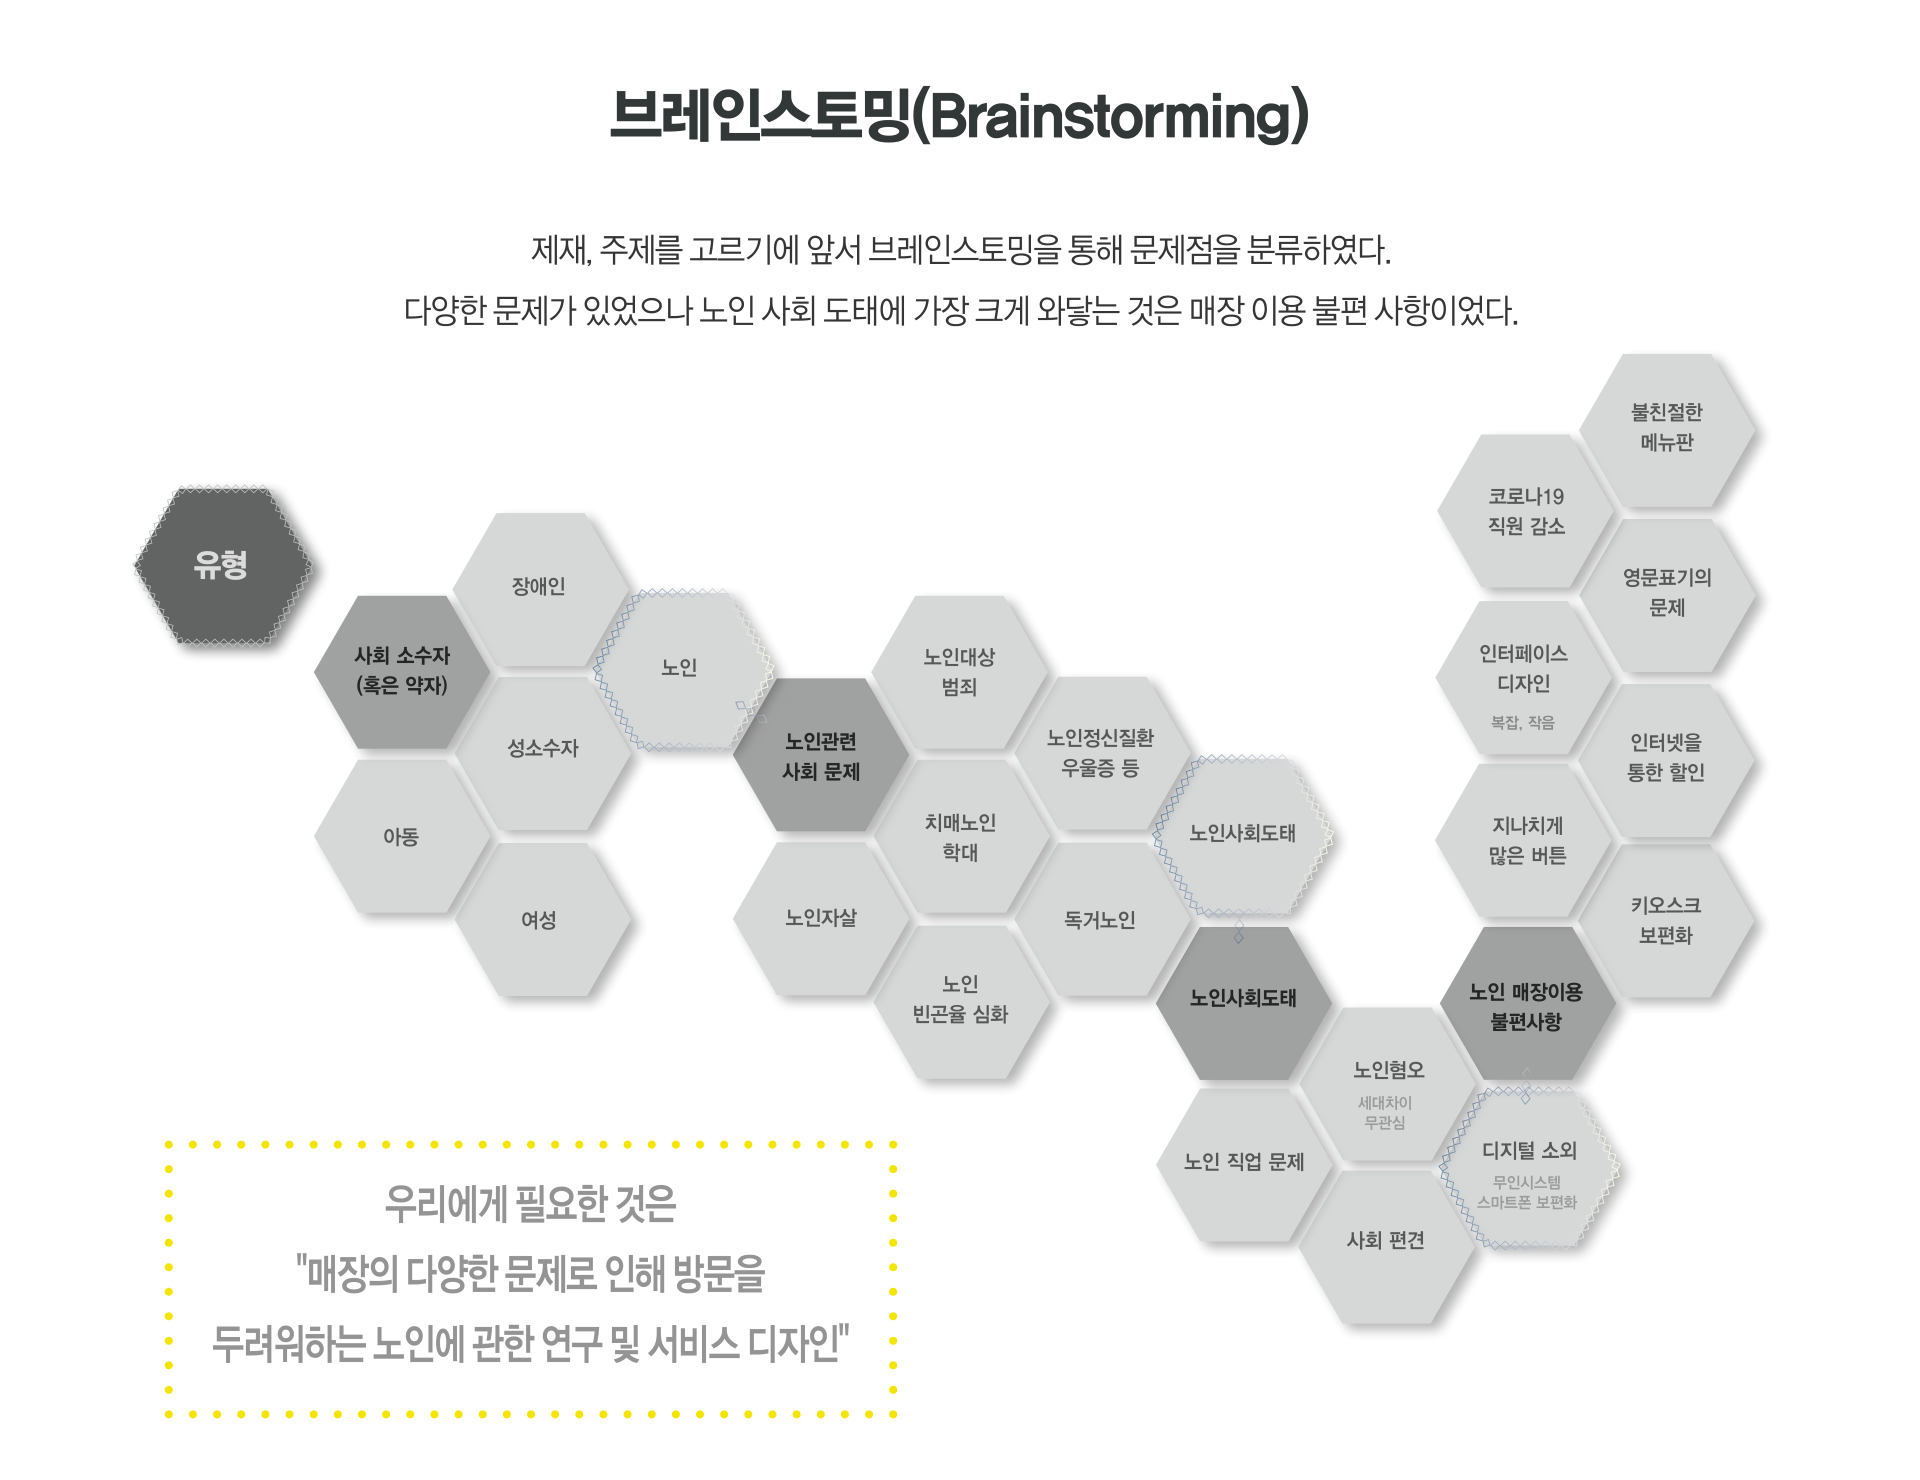 브레인스토밍(Brainstorming)
제재, 주제를 고르기에 앞서 브레인스토밍을 통해 문제점을 분류하였다.
다양한 문제가 있었으나 노인 사회 도태에 가장 크게 와닿는 것은 매장 이용 불편 사항이었다.
유형
사회 소수자
(혹은 약자)
장애인
성소수자
아동
여성
노인
노인관련
사회 문제
노인대상
범죄
노인정신질환
우울증 등
치매노인
학대
노인자살
독거노인
노인
빈곤율 심화
노인사회도태
노인사회도태
노인 직업 문제
노인혐오
세대차이
무관심
사회 편견
디지털 소외
무인시스템
스마트폰 보편화
노인 매장이용
불편사항
불친절한
메뉴판
코로나19
직원 감소
영문표기의
문제
인터페이스
디자인
복잡, 작음
인터넷을
통한 할인
지나치게
많은 버튼
키오스크
보편화
우리에게 필요한 것은
"매장의 다양한 문제로 인해 방문을
두려워하는 노인에 관한 연구 및 서비스 디자인"